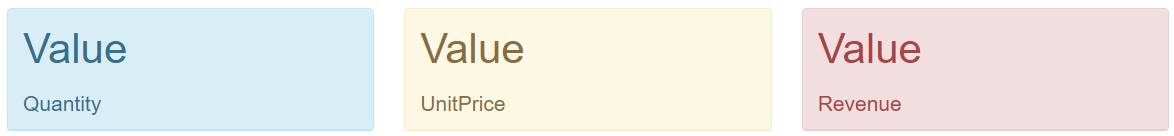 Value
Quantity
Value
UnitPrice
Value
Revenue